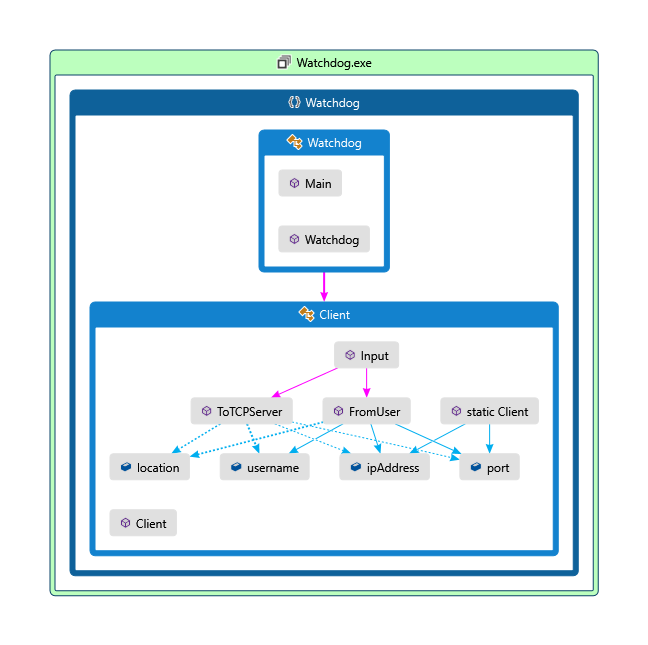 Watchdog.exe
Watchdog
Watchdog
Main
Watchdog
Client
Input
ToTCPServer FromUser static Client
location username ipAddress port
Client